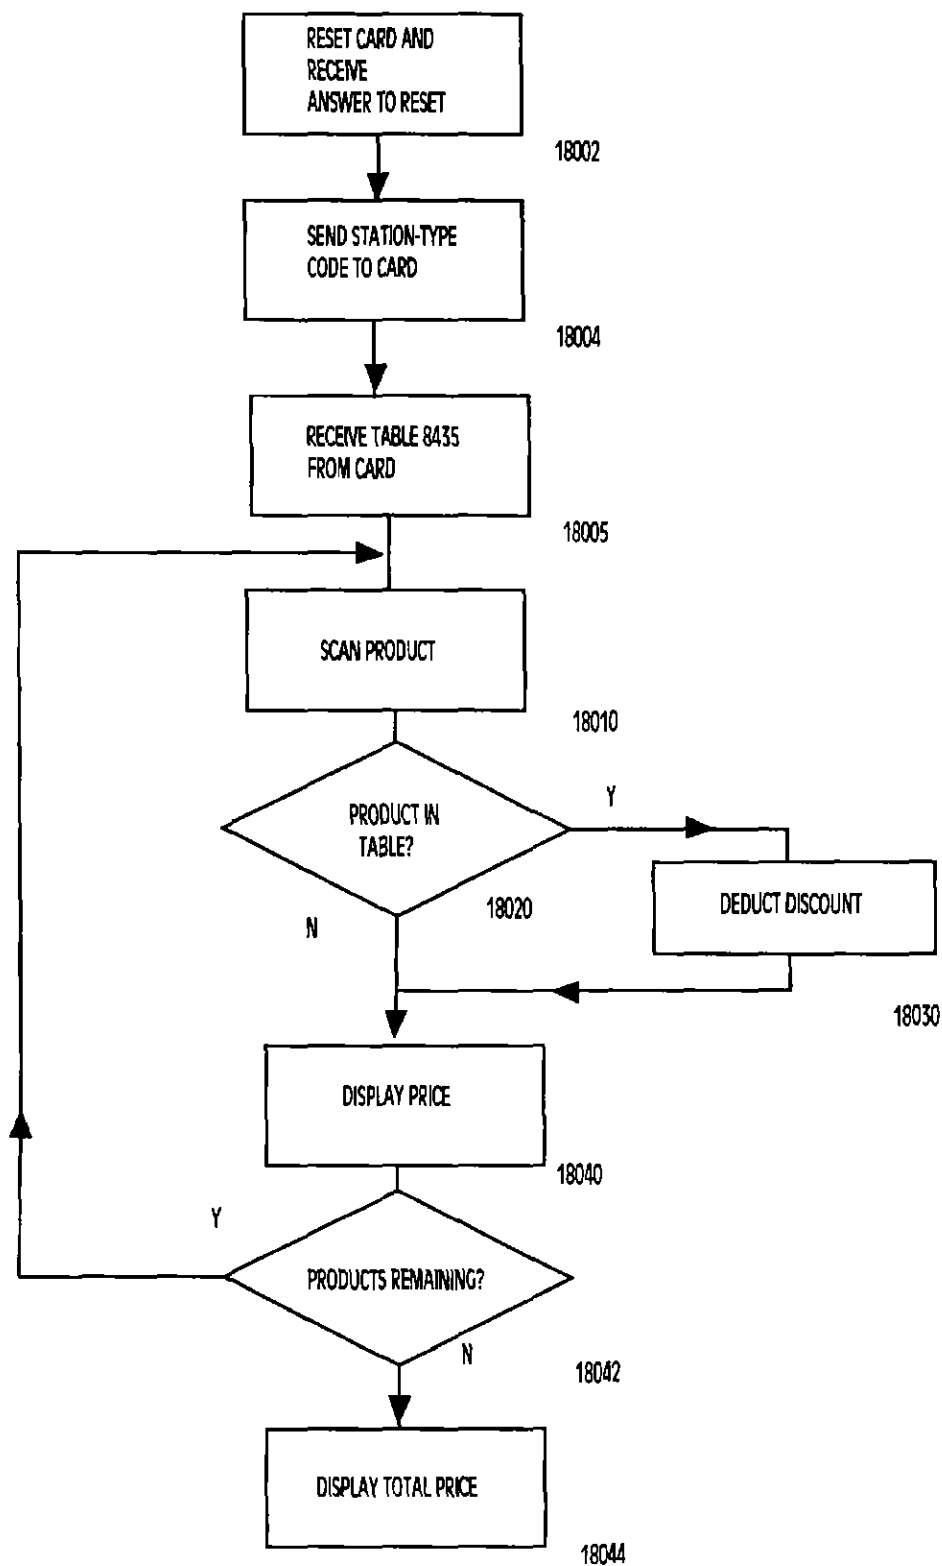 RESET CARD AND
RECEIVE
ANSWER TO RESET
18002
SEND STATION-TYPE
CODE TO CARD
18004
RECEIVE TABLE 8435
FROM CARD
18005
SCAN PRODUCT
18010
PRODUCT IN
TABLE?
Y
N
18020
DEDUCT DISCOUNT
18030
DISPLAY PRICE
18040
Y
PRODUCTS REMAINING?
N
18042
DISPLAY TOTAL PRICE
18044